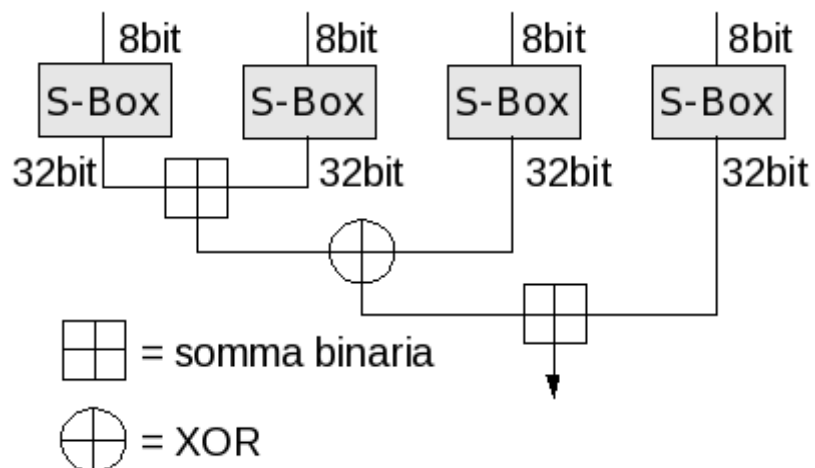 8bit 8bit 8bit 8bit
S-Box S-Box S-Box S-Box
32bit 32bit 32bit 32bit
= somma binaria
= XOR